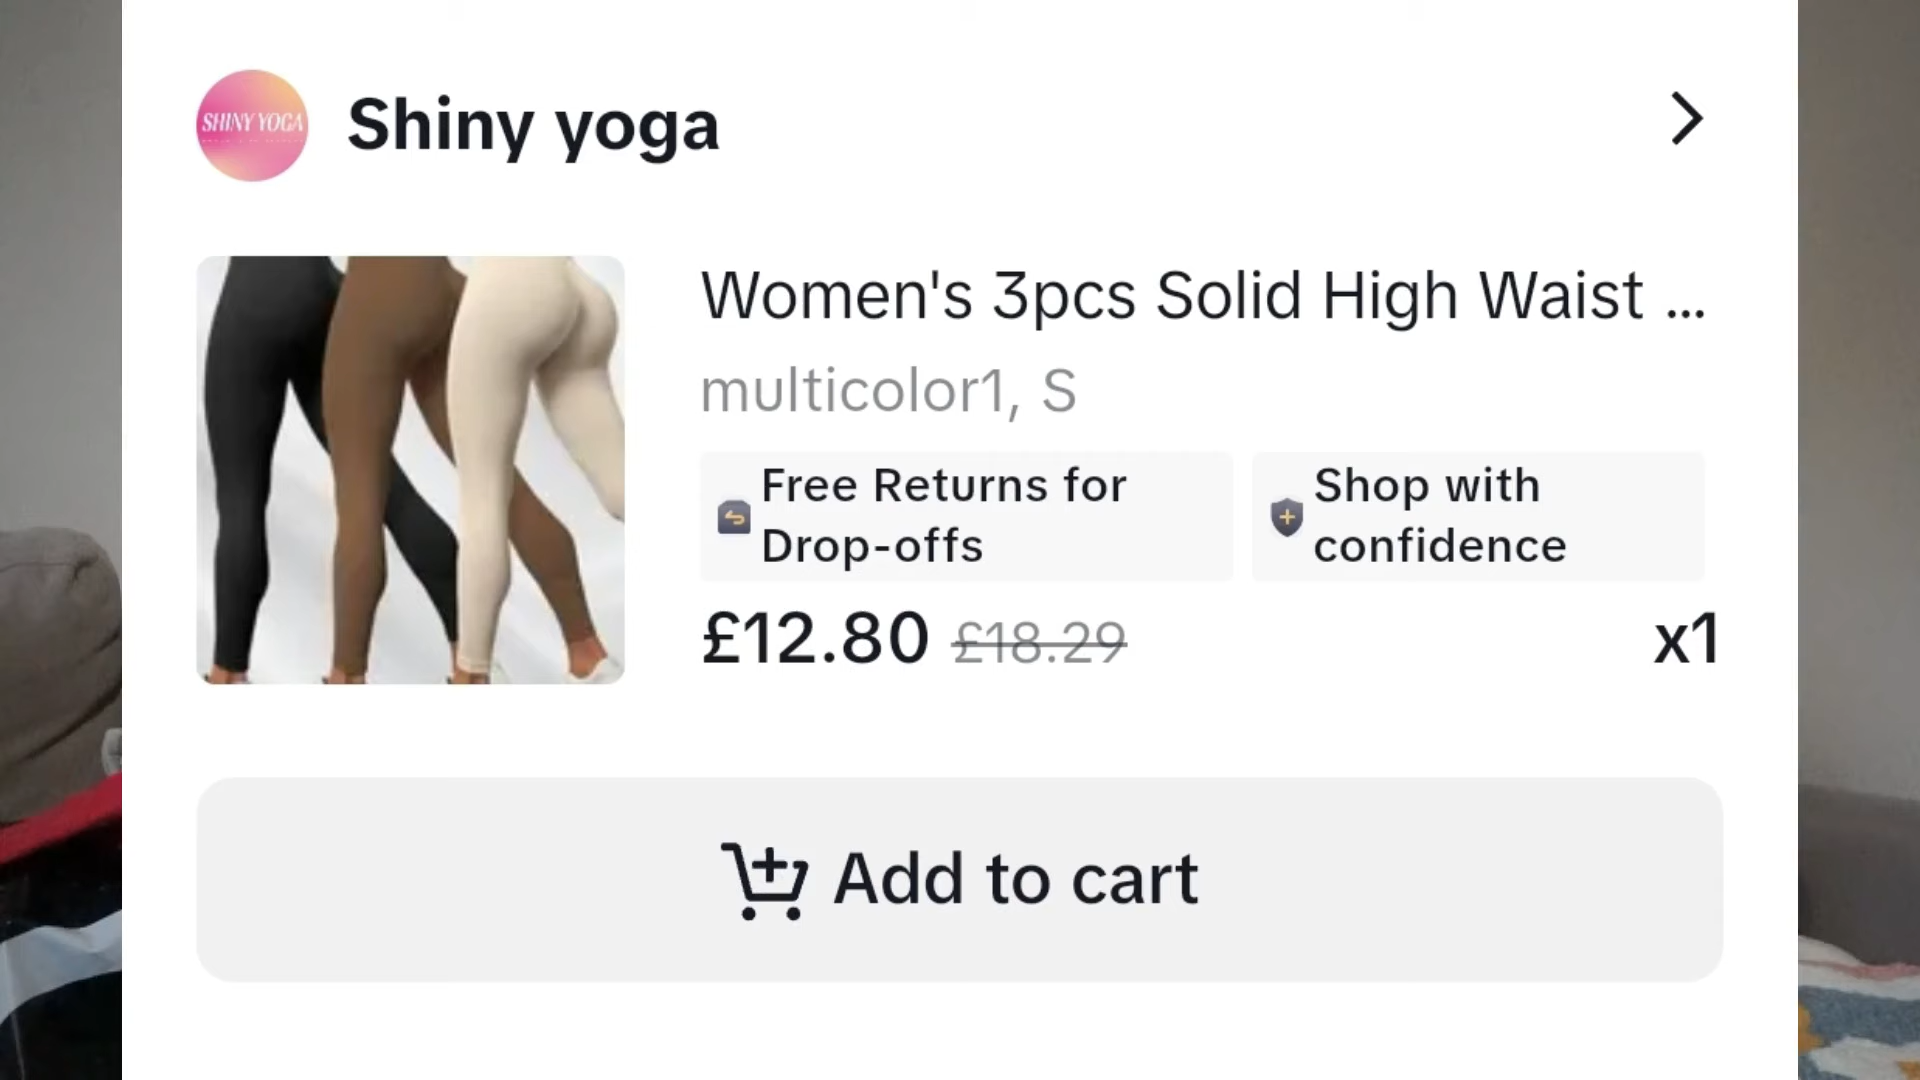 SHINY YOGA
Shiny yoga
Women's 3pcs Solid High Waist ...
multicolor1, S
Free Returns for
Drop-offs
Shop with
confidence
£12.80 £18.29
x1
Add to cart